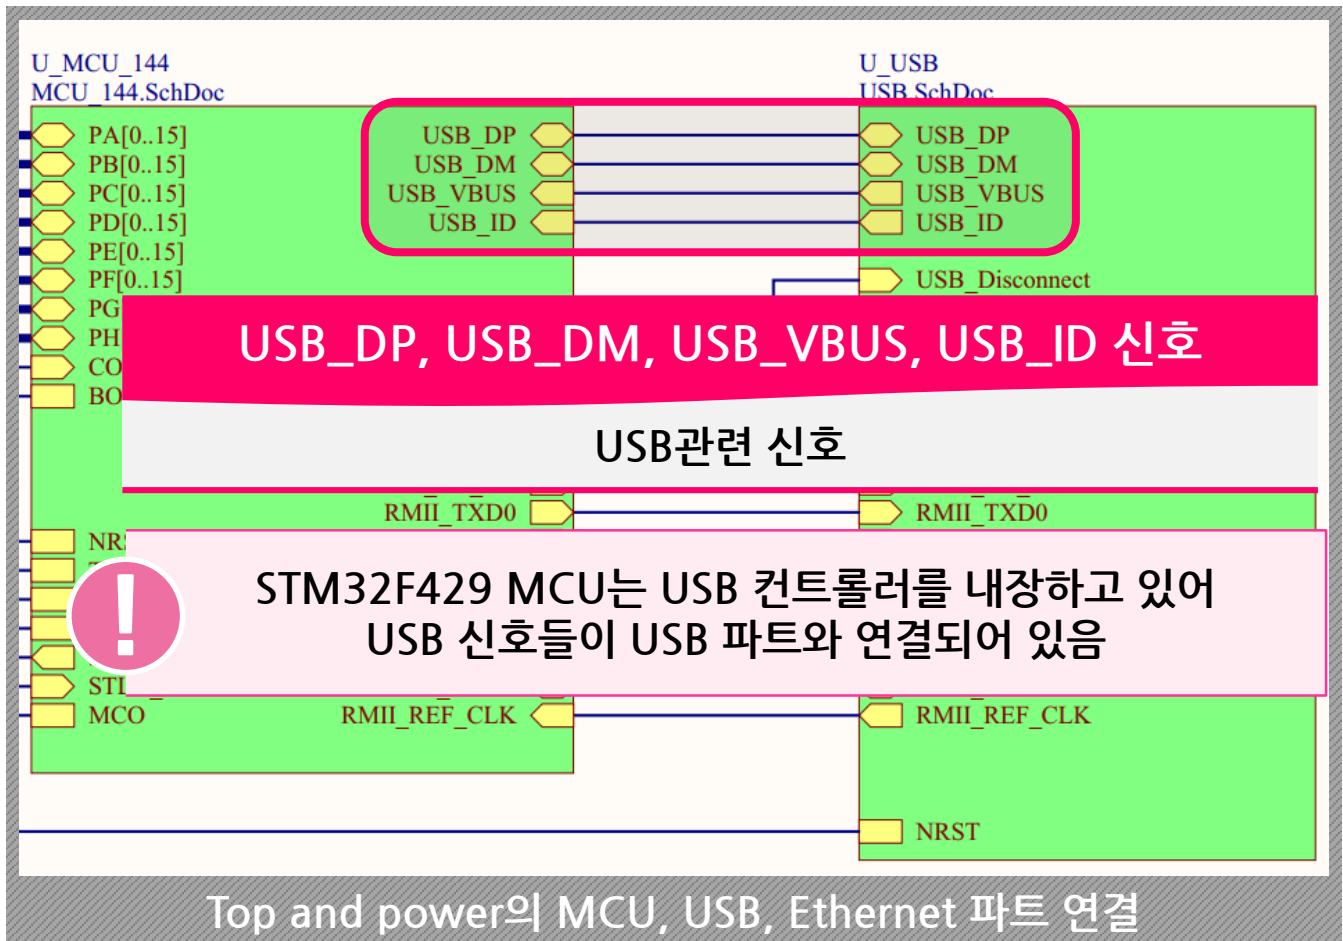 U_MCU_144
MCU_144.SchDoc
U_USB
USB.SchDoc
PA[0..15]
PB[0..15]
PC[0..15]
PD[0..15]
PE[0..15]
PF[0..15]
PG
PH
CO
BO
USB_DP
USB_DM
USB_VBUS
USB_ID
USB_DP
USB_DM
USB_VBUS
USB_ID
USB_Disconnect
USB_DP, USB_DM, USB_VBUS, USB_ID 신호
USB관련 신호
RMII_TXD0
RMII_TXD0
STM32F429 MCU는 USB 컨트롤러를 내장하고 있어
USB 신호들이 USB 파트와 연결되어 있음
MCO
RMII_REF_CLK
RMII_REF_CLK
NRST
Top and power의 MCU, USB, Ethernet 파트 연결